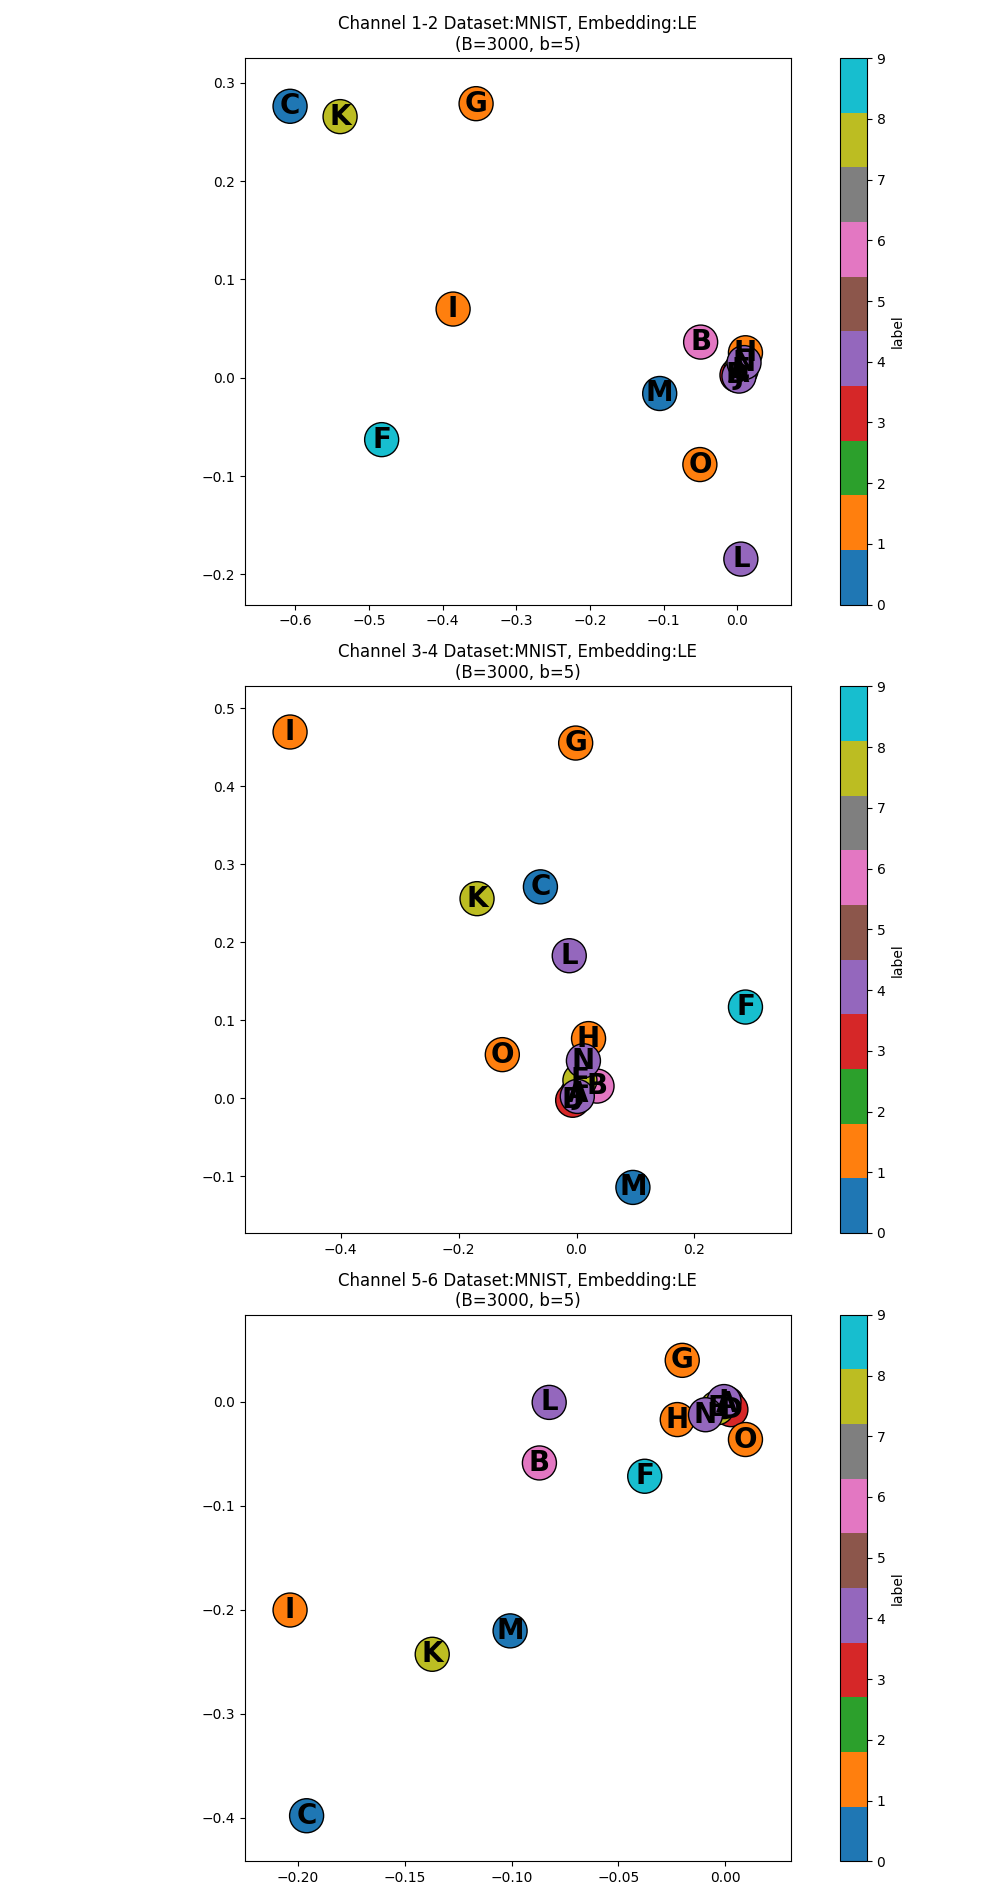 Channel 1-2 Dataset:MNIST, Embedding:LE
(B=3000, b=5)
0.3
0.2
0.1
0.0
−0.1
−0.2
−0.6 −0.5 −0.4 −0.3 −0.2 −0.1 0.0
C K G
I
B H
N
M
F
O
L
9
8
7
6
5
4
3
2
1
0
label
Channel 3-4 Dataset:MNIST, Embedding:LE
(B=3000, b=5)
0.5
0.4
0.3
0.2
0.1
0.0
−0.1
−0.4 −0.2 0.0 0.2
I G
K C
L
F
H
O N
B
A
M
9
8
7
6
5
4
3
2
1
0
label
Channel 5-6 Dataset:MNIST, Embedding:LE
(B=3000, b=5)
0.0
−0.1
−0.2
−0.3
−0.4
−0.20 −0.15 −0.10 −0.05 0.00
G
L
H N E A D
O
B F
I M
K
C
9
8
7
6
5
4
3
2
1
0
label